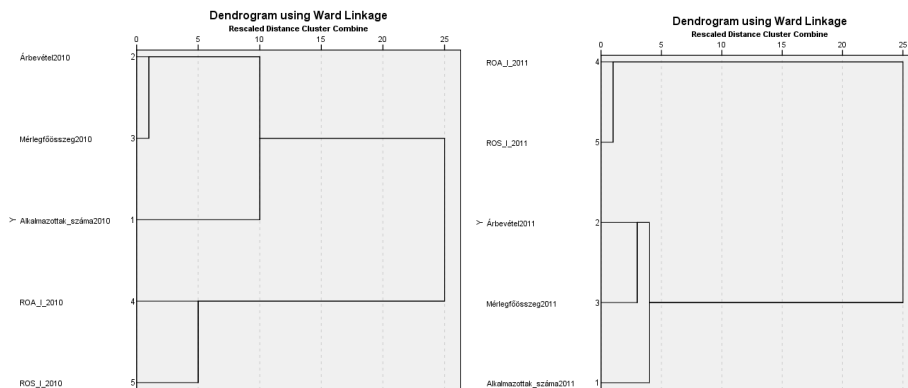 Dendrogram using Ward Linkage
Rescaled Distance Cluster Combine
0 5 10 15 20 25
Árbevétel2010 2
Mérlegfőösszeg2010 3
Y Alkalmazottak_száma2010 1
ROA_I_2010 4
ROS_I_2010 5
Dendrogram using Ward Linkage
Rescaled Distance Cluster Combine
0 5 10 15 20 25
ROA_I_2011 4
ROS_I_2011 5
Y Árbevétel2011 2
Mérlegfőösszeg2011 3
Alkalmazottak_száma2011 1